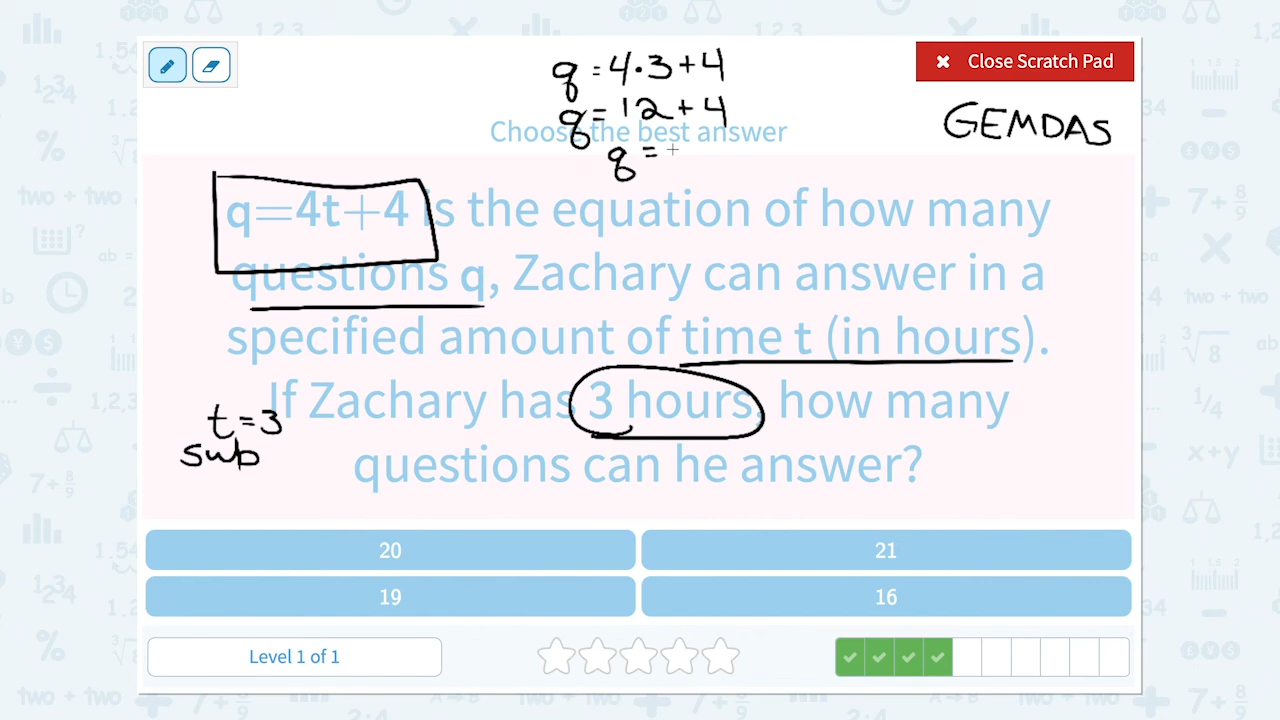 q = 4·3+4
✖ Close Scratch Pad
q = 12+4
GEMDAS
Choose the best answer
q =
q=4t+4 is the equation of how many
questions q, Zachary can answer in a
specified amount of time t (in hours).
If Zachary has 3 hours, how many
questions can he answer?
t=3
sub
20
21
19
16
Level 1 of 1